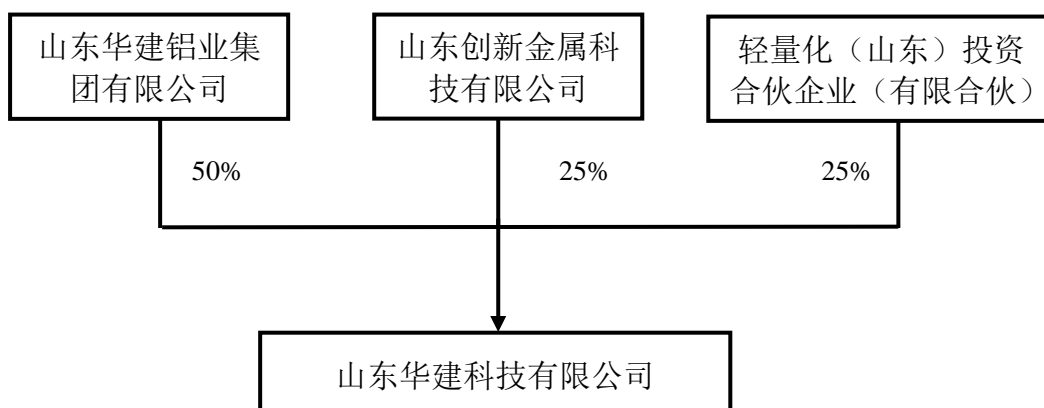 山东华建铝业集
团有限公司
山东创新金属科
技有限公司
轻量化（山东）投资
合伙企业（有限合伙）
50%
25%
25%
山东华建科技有限公司